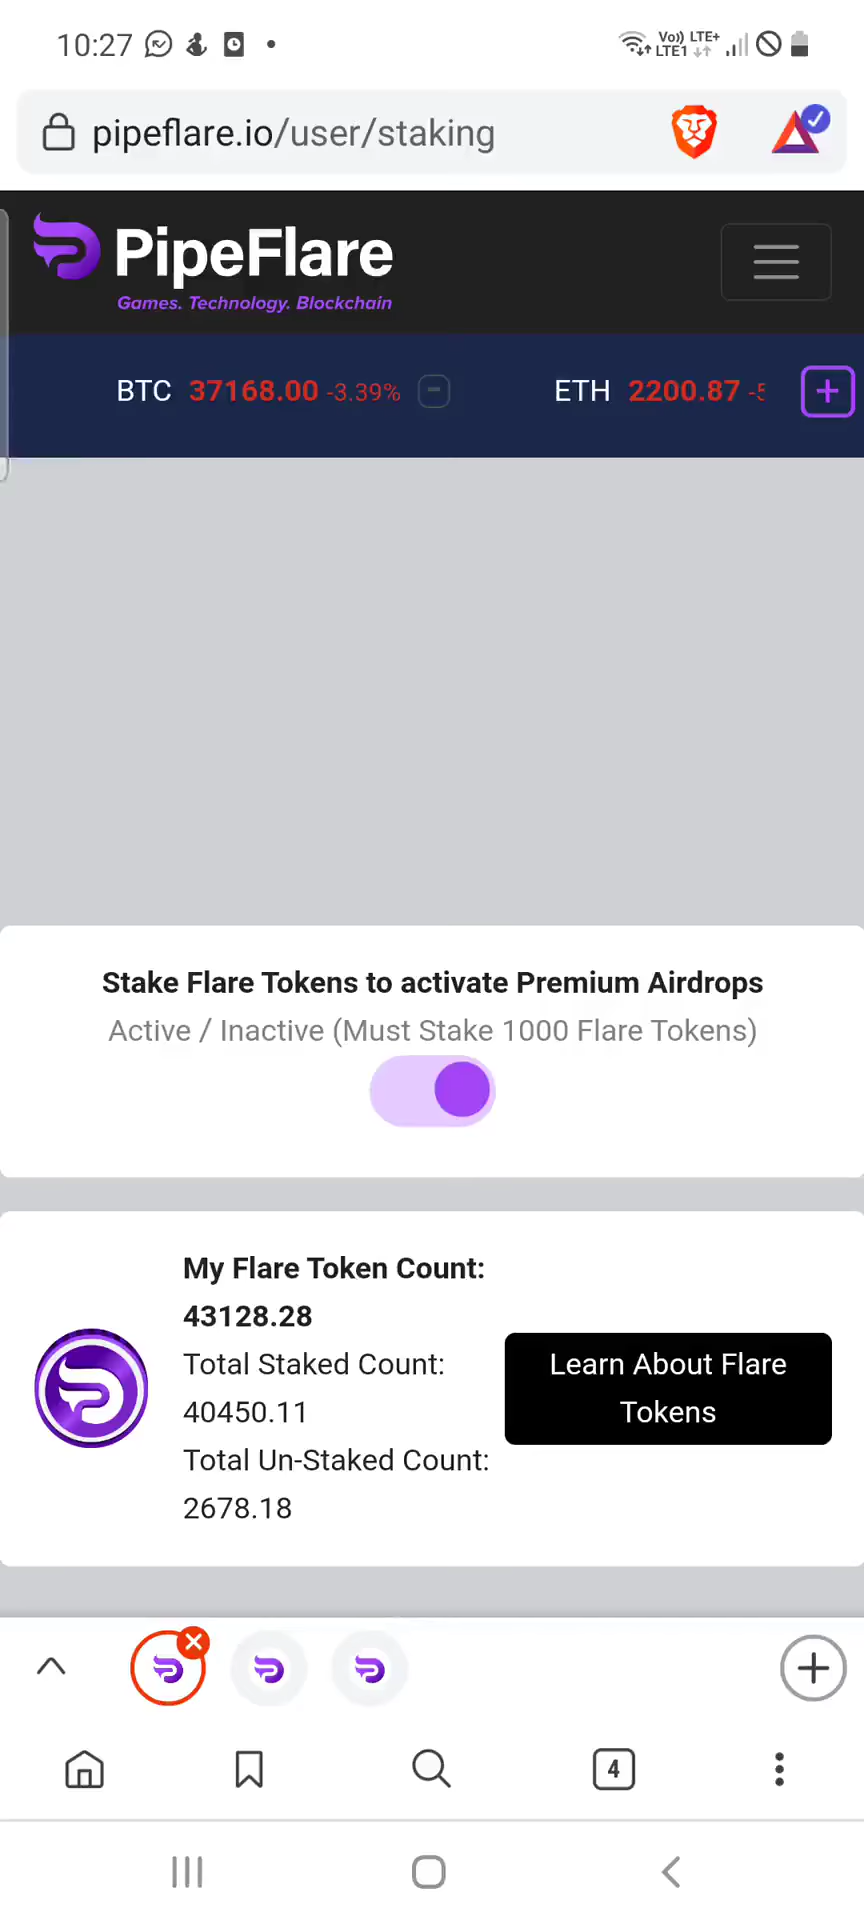 10:27
Vo)) LTE+
LTE1
pipeflare.io/user/staking
PipeFlare
Games. Technology. Blockchain
BTC 37168.00 -3.39% ETH 2200.87 -5
Stake Flare Tokens to activate Premium Airdrops
Active / Inactive (Must Stake 1000 Flare Tokens)
My Flare Token Count:
43128.28
Total Staked Count:
40450.11
Total Un-Staked Count:
2678.18
Learn About Flare
Tokens
4